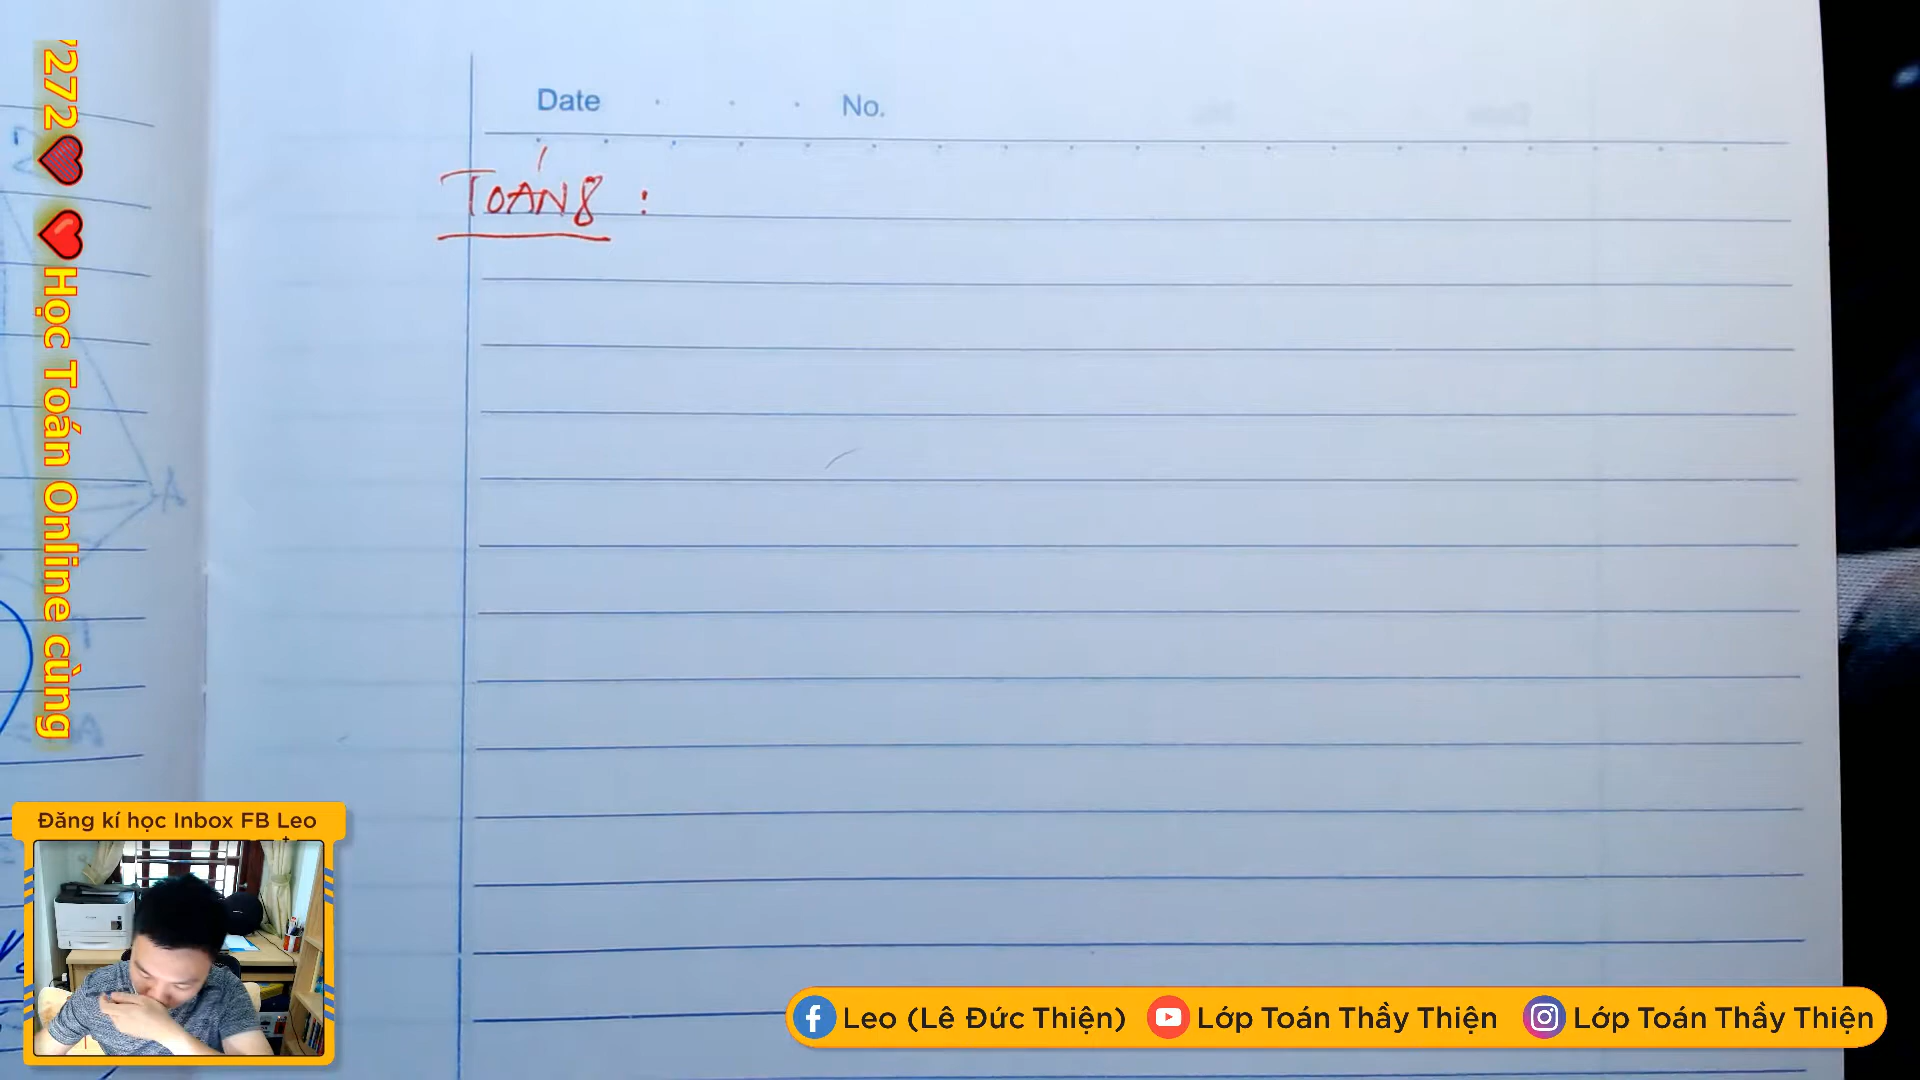 Date No.
TOÁN 8 :
7272❤️ ❤️Học Toán Online cùng
A
Đăng kí học Inbox FB Leo
Leo (Lê Đức Thiện) Lớp Toán Thầy Thiện Lớp Toán Thầy Thiện